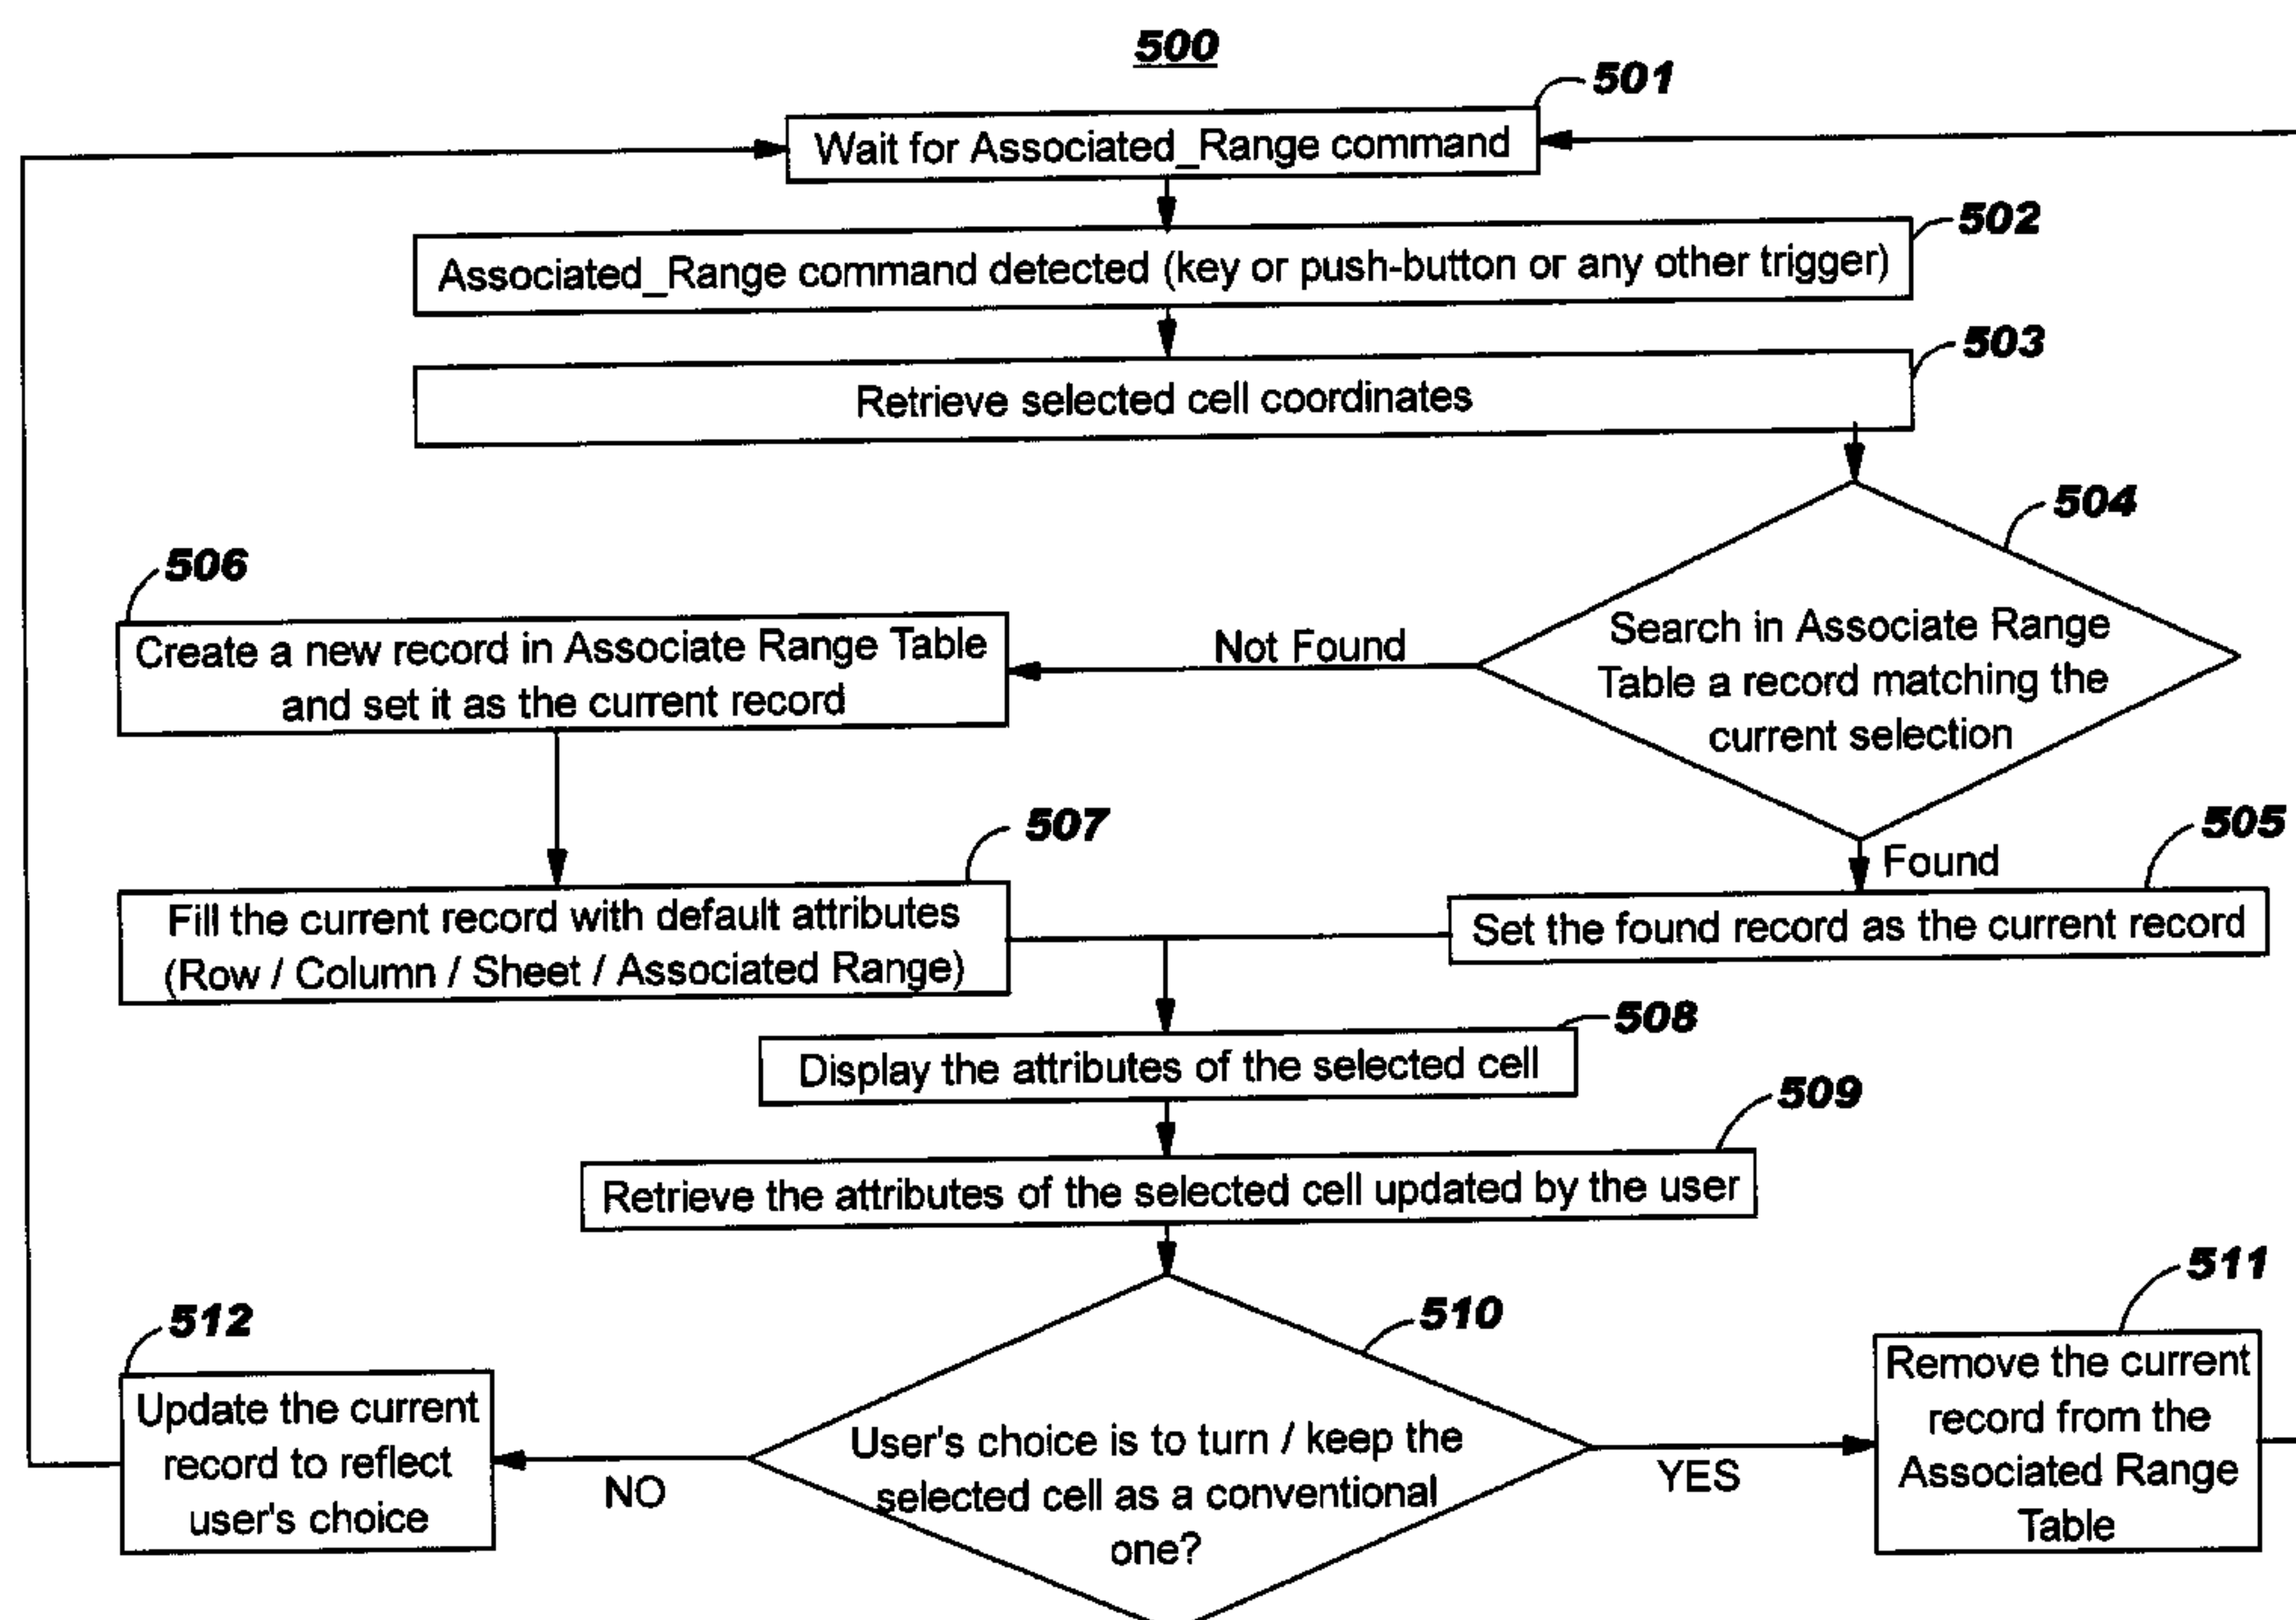 500
501
Wait for Associated_Range command
502
Associated_Range command detected (key or push-button or any other trigger)
503
Retrieve selected cell coordinates
504
Search in Associate Range
Table a record matching the
current selection
Not Found
506
Create a new record in Associate Range Table
and set it as the current record
Found
505
Set the found record as the current record
507
Fill the current record with default attributes
(Row / Column / Sheet / Associated Range)
508
Display the attributes of the selected cell
509
Retrieve the attributes of the selected cell updated by the user
510
User's choice is to turn / keep the
selected cell as a conventional
one?
YES
511
Remove the current
record from the
Associated Range
Table
NO
512
Update the current
record to reflect
user's choice